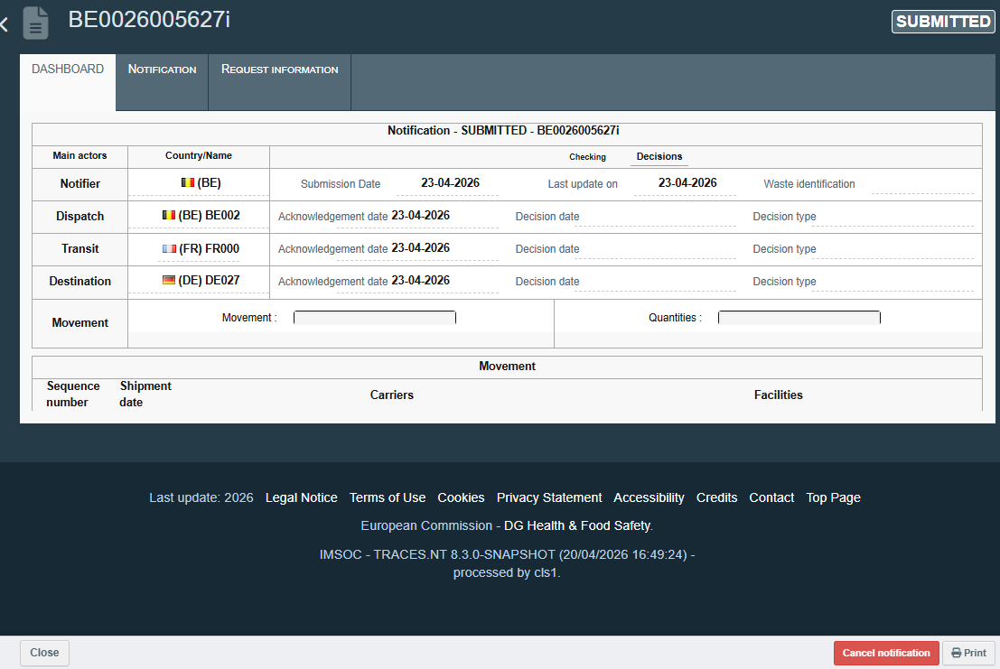 BE0026005627i
SUBMITTED
DASHBOARD NOTIFICATION REQUEST INFORMATION
Notification - SUBMITTED - BE0026005627i
Main actors Country/Name Checking Decisions
Notifier (BE) Submission Date 23-04-2026 Last update on 23-04-2026 Waste identification
Dispatch (BE) BE002 Acknowledgement date 23-04-2026 Decision date Decision type
Transit (FR) FR000 Acknowledgement date 23-04-2026 Decision date Decision type
Destination (DE) DE027 Acknowledgement date 23-04-2026 Decision date Decision type
Movement Movement : Quantities :
Movement
Sequence number Shipment date Carriers Facilities
Last update: 2026 Legal Notice Terms of Use Cookies Privacy Statement Accessibility Credits Contact Top Page
European Commission - DG Health & Food Safety.
IMSOC - TRACES.NT 8.3.0-SNAPSHOT (20/04/2026 16:49:24) -
processed by cls1.
Close Cancel notification Print